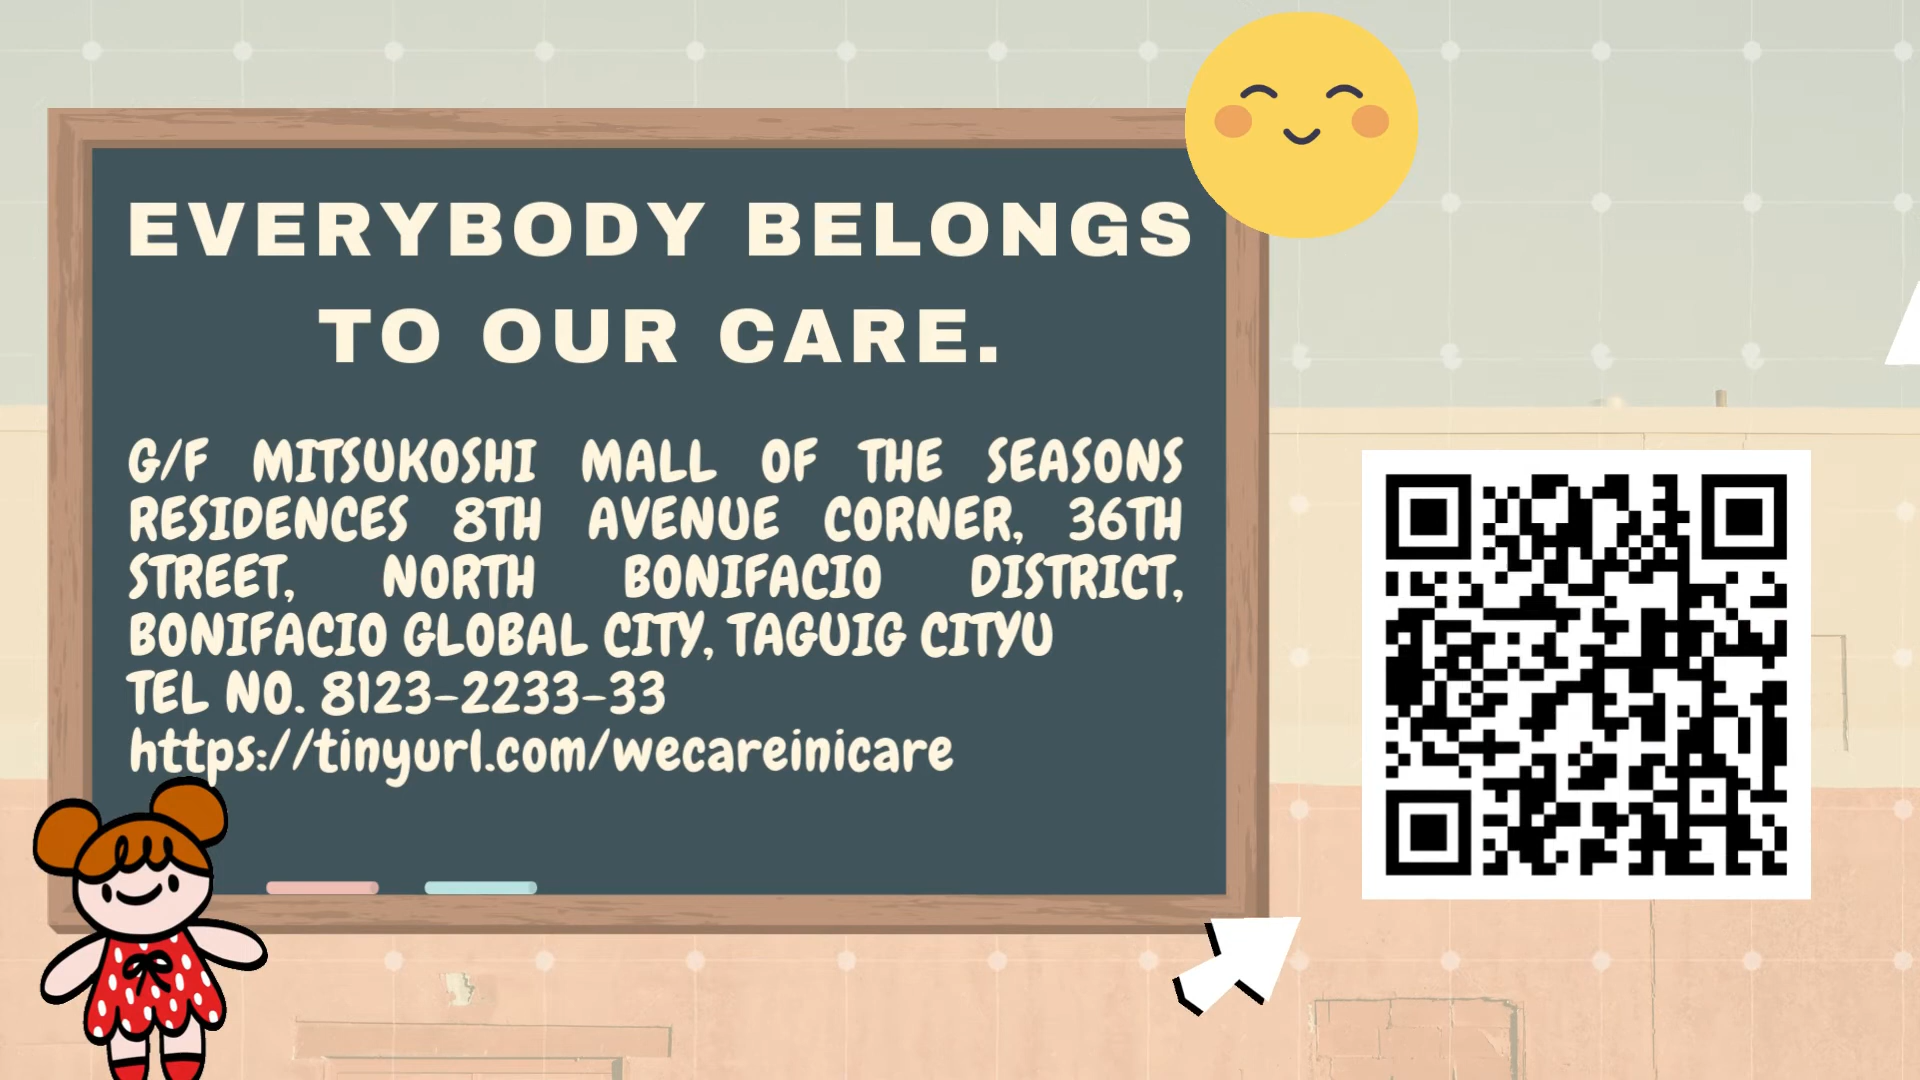 EVERYBODY BELONGS
TO OUR CARE.
G/F MITSUKOSHI MALL OF THE SEASONS
RESIDENCES 8TH AVENUE CORNER, 36TH
STREET, NORTH BONIFACIO DISTRICT,
BONIFACIO GLOBAL CITY, TAGUIG CITYU
TEL NO. 8123-2233-33
https://tinyurl.com/wecareinicare